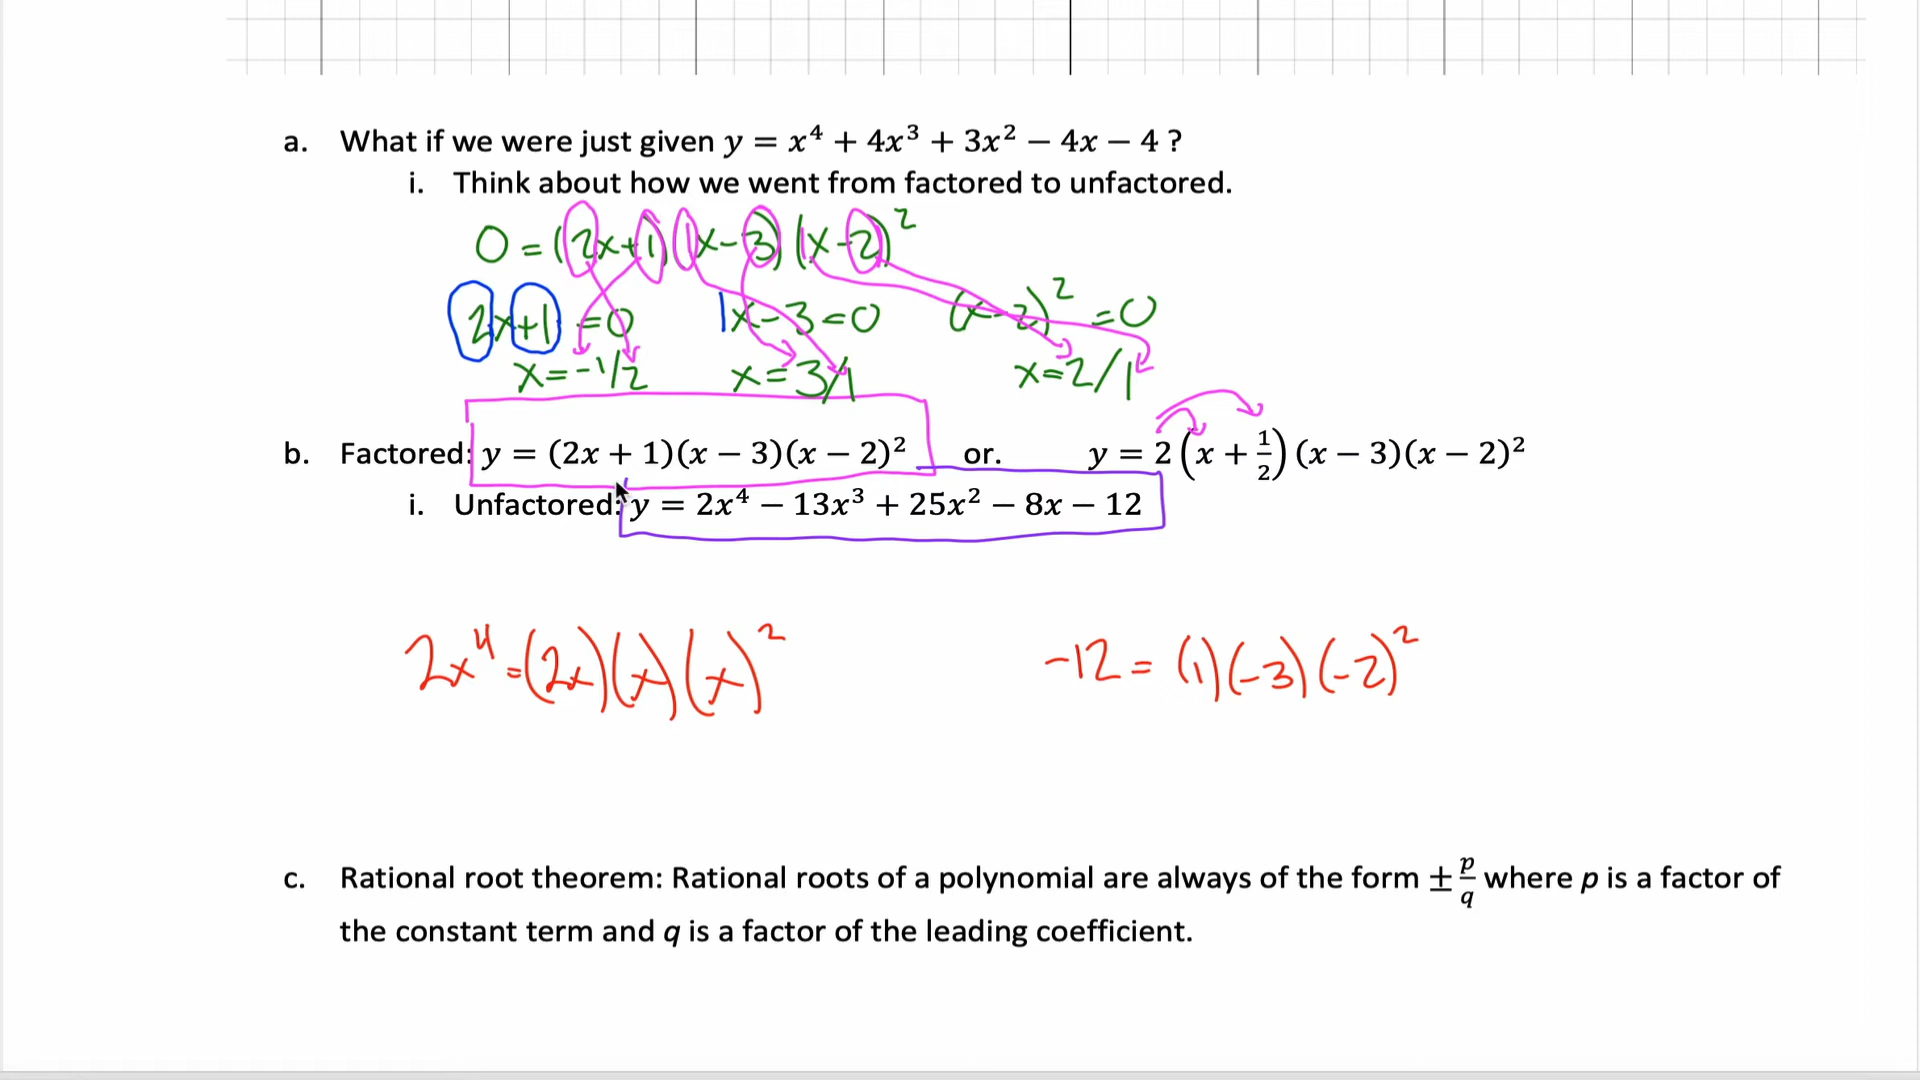 a. What if we were just given y = x⁴ + 4x³ + 3x² − 4x − 4 ?
i. Think about how we went from factored to unfactored.
0 = (2x+1)(1x-3)(1x-2)²
2x+1=0 1x-3=0 (x-2)²=0
x=-1/2 x=3/1 x=2/1
b. Factored: y = (2x + 1)(x − 3)(x − 2)² or. y = 2(x + 1/2)(x − 3)(x − 2)²
i. Unfactored: y = 2x⁴ − 13x³ + 25x² − 8x − 12
2x⁴=(2x)(x)(x)² -12=(1)(-3)(-2)²
c. Rational root theorem: Rational roots of a polynomial are always of the form ± p/q where p is a factor of
the constant term and q is a factor of the leading coefficient.